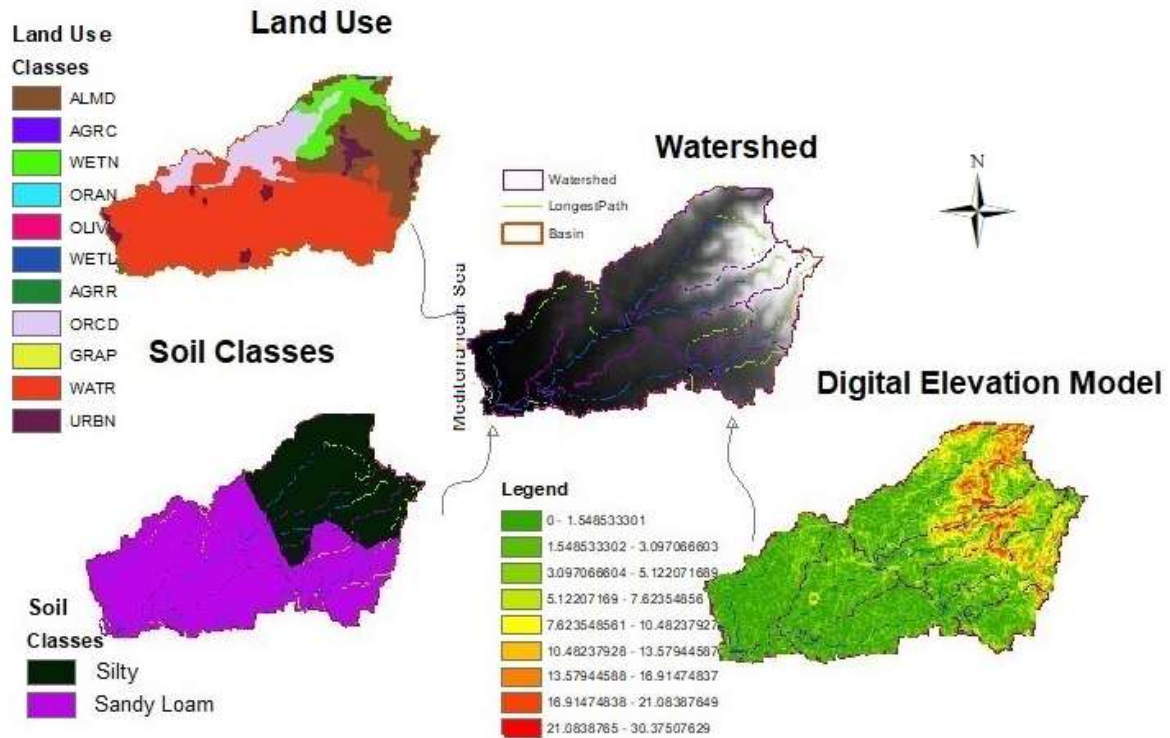 Land Use
Land Use
Classes
ALMD
AGRC
WETN
ORAN
OLIV
WETL
AGRR
ORCD
GRAP
WATR
URBN
Watershed
Watershed
LongestPath
Basin
N
Mediterranean Sea
Soil Classes
Soil
Classes
Silty
Sandy Loam
Digital Elevation Model
Legend
0 - 1.548533301
1.548533302 - 3.097066603
3.097066604 - 5.122071689
5.12207169 - 7.62354856
7.623548561 - 10.48237927
10.48237928 - 13.57944587
13.57944588 - 16.91474837
16.91474838 - 21.08387649
21.0838765 - 30.37507629